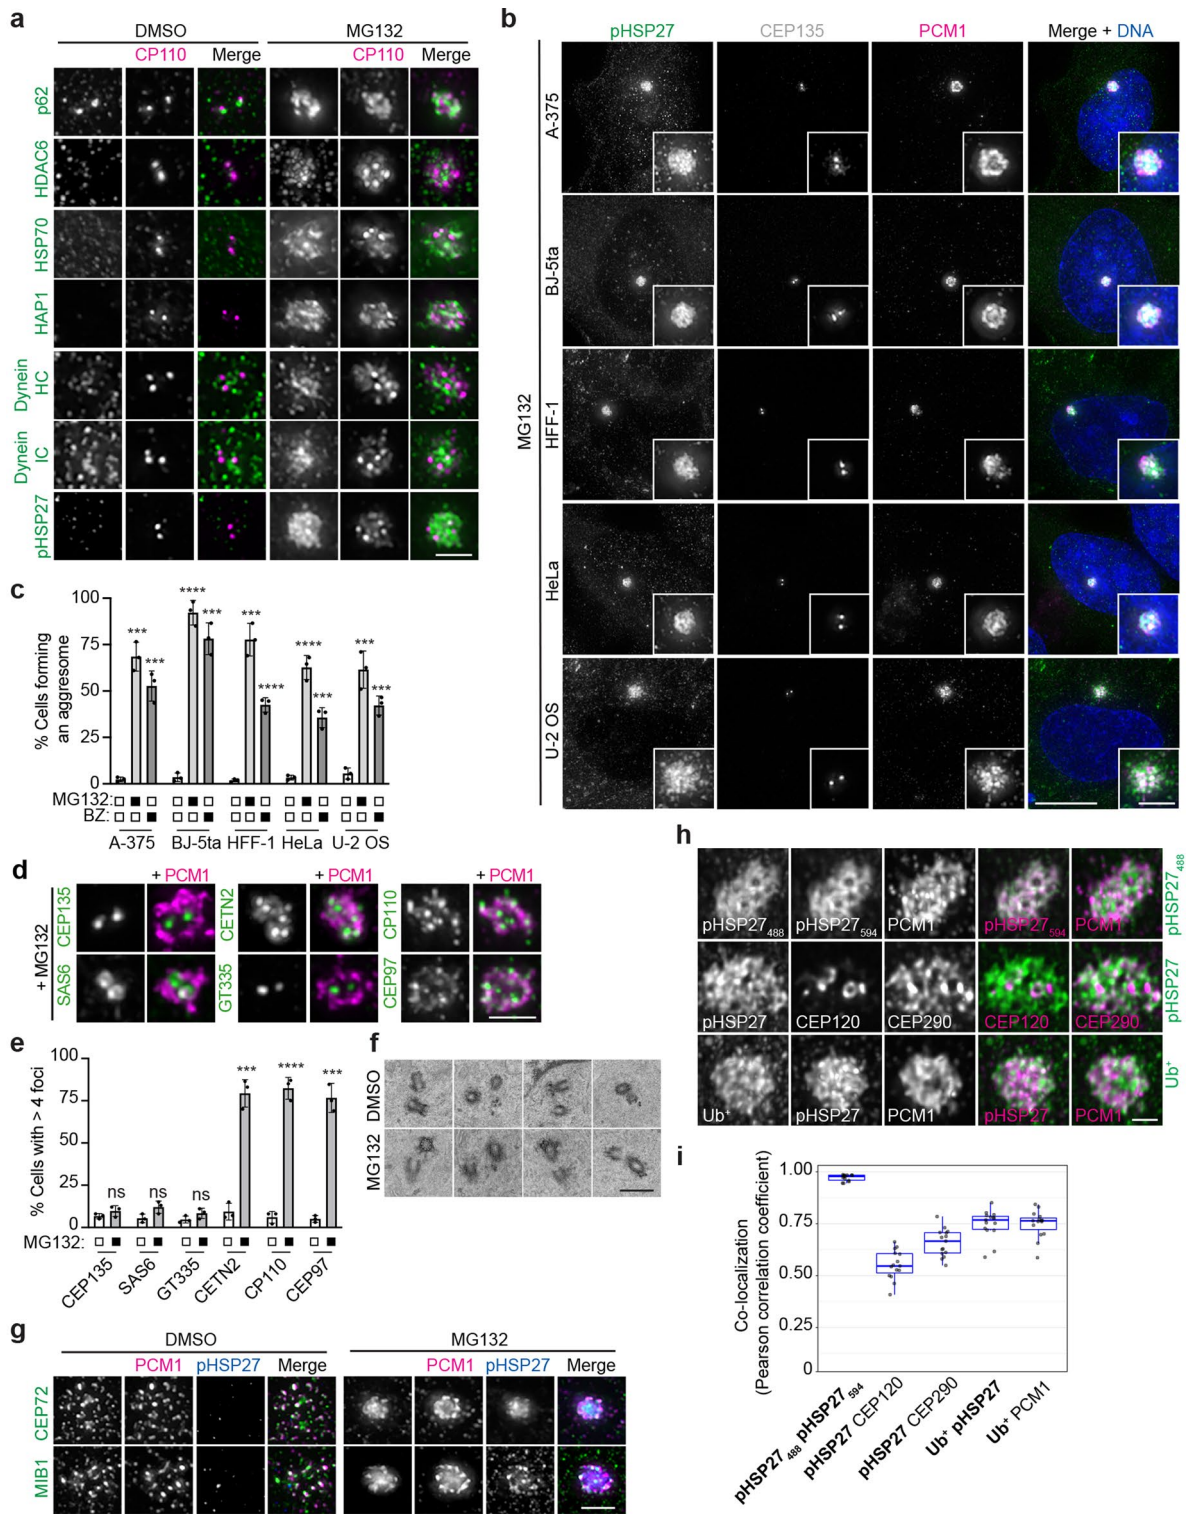 a
DMSO MG132
CP110 Merge CP110 Merge
p62
HDAC6
HSP70
HAP1
Dynein HC
Dynein IC
pHSP27
b
pHSP27 CEP135 PCM1 Merge + DNA
MG132
A-375
BJ-5ta
HFF-1
HeLa
U-2 OS
c
% Cells forming
an aggresome
100
75
50
25
0
*** *** **** *** *** **** **** *** *** ***
MG132:
BZ:
A-375 BJ-5ta HFF-1 HeLa U-2 OS
d
+ PCM1 + PCM1 + PCM1
+MG132
CEP135 CETN2 CP110
SAS6 GT335 CEP97
e
% Cells with > 4 foci
100
75
50
25
0
ns ns ns *** **** ***
MG132:
CEP135 SAS6 GT335 CETN2 CP110 CEP97
f
DMSO
MG132
g
DMSO MG132
PCM1 pHSP27 Merge PCM1 pHSP27 Merge
CEP72
MIB1
h
pHSP27₄₈₈ pHSP27₅₉₄ PCM1 pHSP27₅₉₄ PCM1 pHSP27₄₈₈
pHSP27 CEP120 CEP290 CEP120 CEP290 pHSP27
Ub⁺ pHSP27 PCM1 pHSP27 PCM1 Ub⁺
i
Co-localization
(Pearson correlation coefficient)
1.00
0.75
0.50
0.25
0
pHSP27₄₈₈ pHSP27₅₉₄
pHSP27 CEP120
pHSP27 CEP290
Ub⁺ pHSP27
Ub⁺ PCM1